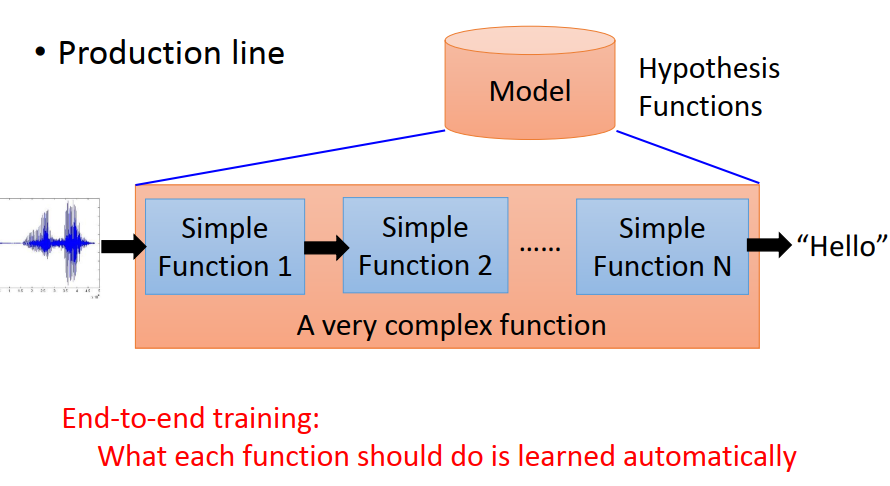 • Production line
Model
Hypothesis
Functions
Simple
Function 1
Simple
Function 2
......
Simple
Function N
“Hello”
A very complex function
End-to-end training:
What each function should do is learned automatically